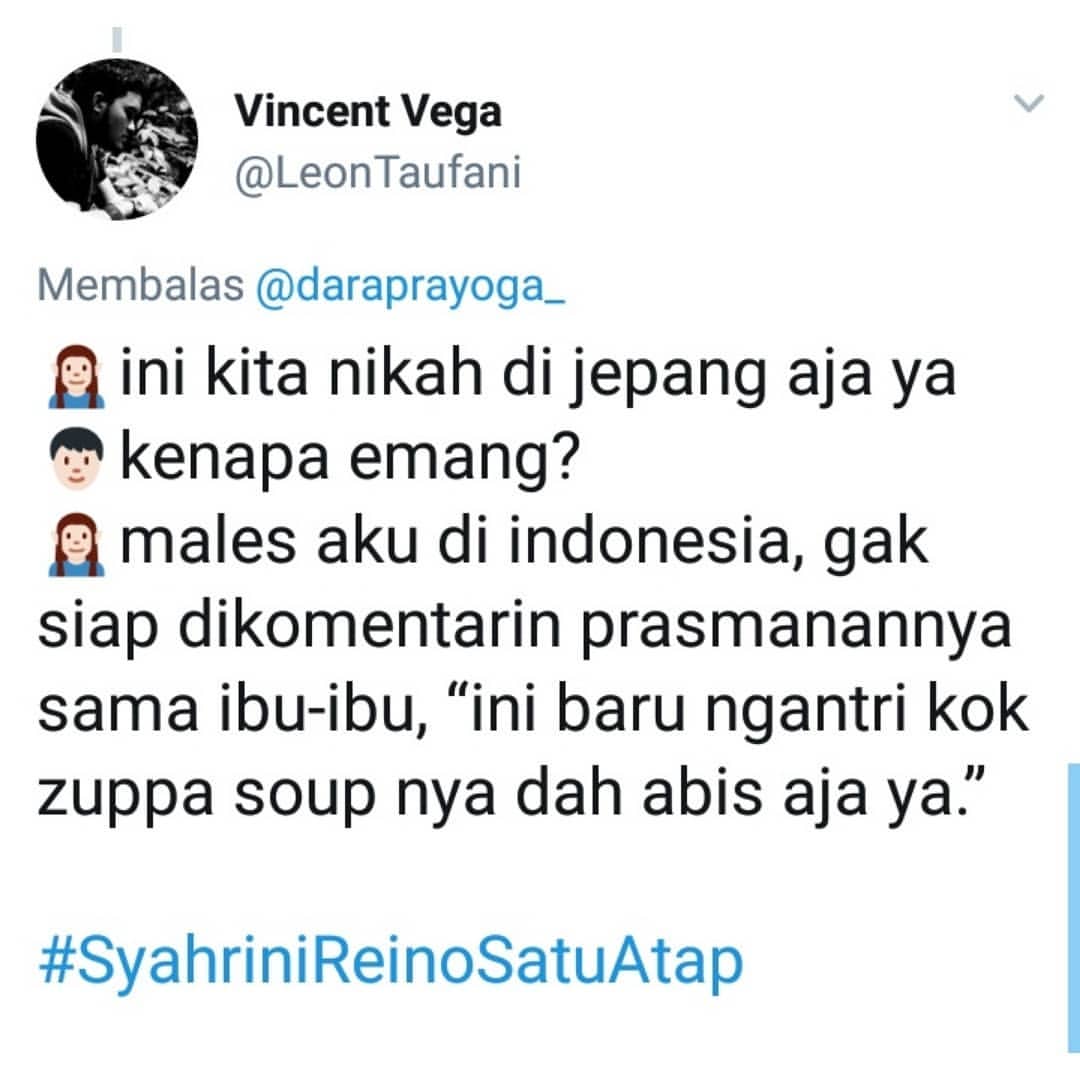 Vincent Vega
@LeonTaufani
Membalas @daraprayoga_
ini kita nikah di jepang aja ya
kenapa emang?
males aku di indonesia, gak
siap dikomentarin prasmanannya
sama ibu-ibu, “ini baru ngantri kok
zuppa soup nya dah abis aja ya.”
#SyahriniReinoSatuAtap